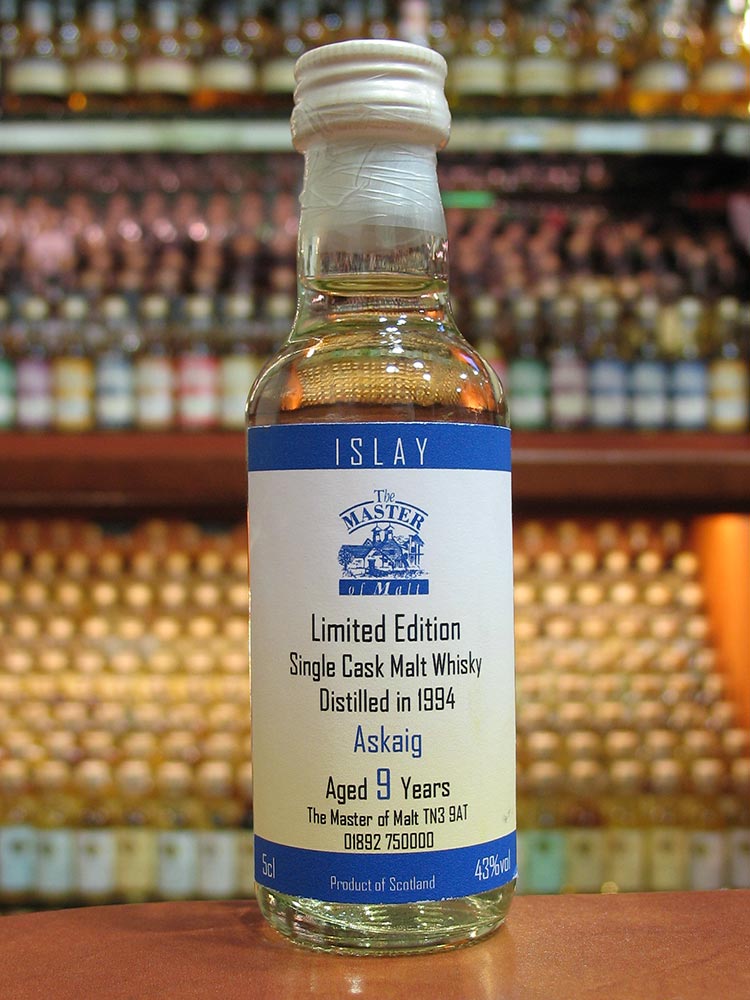 ISLAY
The
MASTER
of Malt
Limited Edition
Single Cask Malt Whisky
Distilled in 1994
Askaig
Aged 9 Years
The Master of Malt TN3 9AT
01892 750000
5cl
Product of Scotland
43%vol